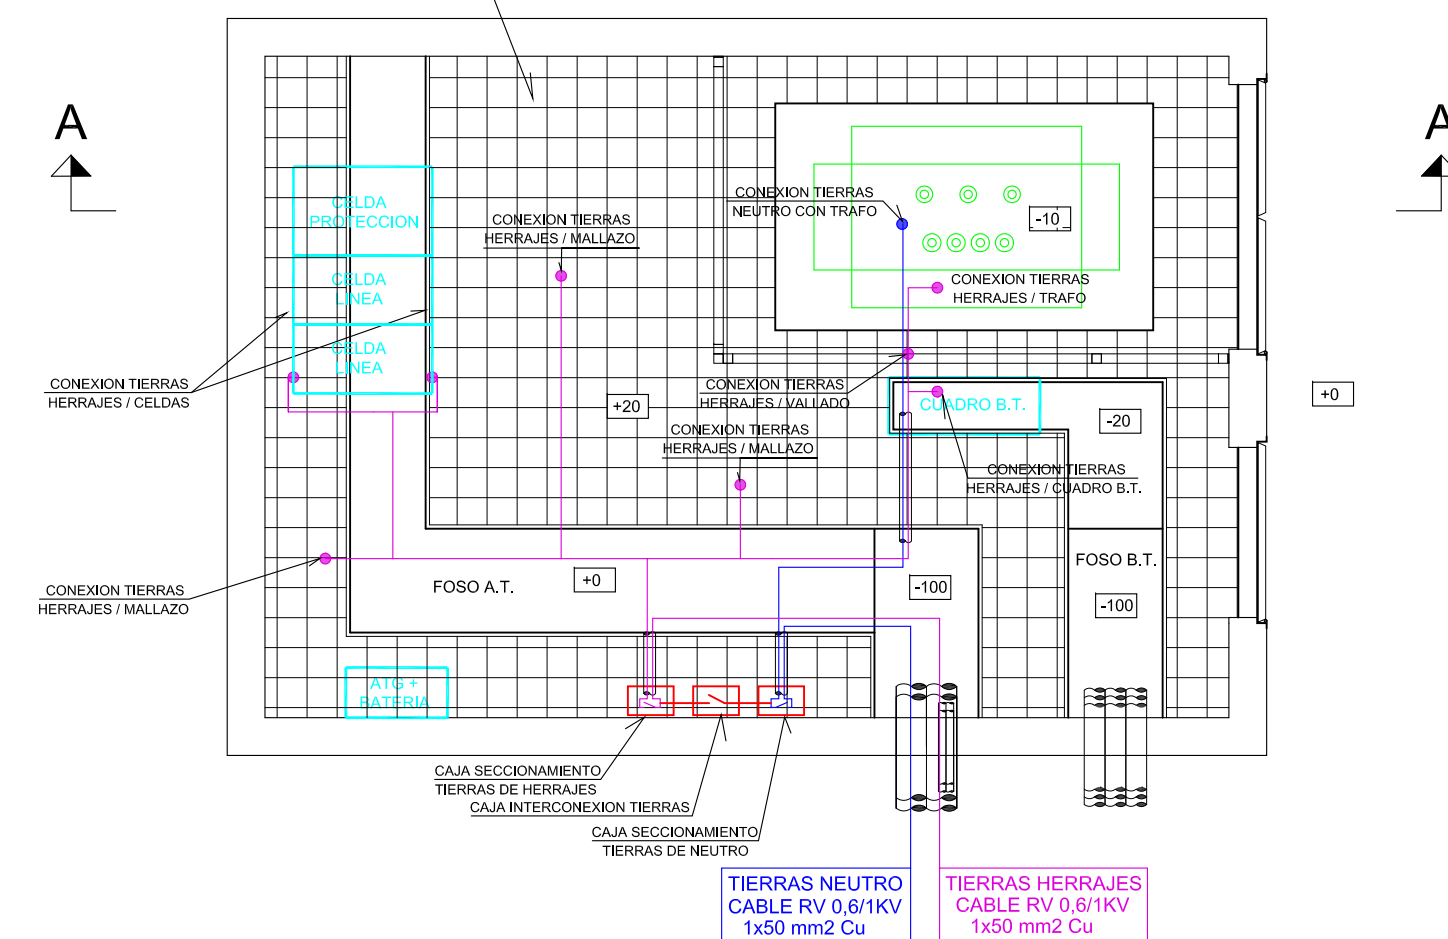 A
A
CELDA
PROTECCION
CONEXION TIERRAS
NEUTRO CON TRAFO
-10
CONEXION TIERRAS
HERRAJES / MALLAZO
CELDA
LINEA
CONEXION TIERRAS
HERRAJES / TRAFO
CELDA
LINEA
CONEXION TIERRAS
HERRAJES / CELDAS
CONEXION TIERRAS
HERRAJES / VALLADO
+20
CUADRO B.T.
-20
+0
CONEXION TIERRAS
HERRAJES / MALLAZO
CONEXION TIERRAS
HERRAJES / CUADRO B.T.
FOSO A.T.
+0
-100
FOSO B.T.
-100
CONEXION TIERRAS
HERRAJES / MALLAZO
ATG +
BATERIA
CAJA SECCIONAMIENTO
TIERRAS DE HERRAJES
CAJA INTERCONEXION TIERRAS
CAJA SECCIONAMIENTO
TIERRAS DE NEUTRO
TIERRAS NEUTRO
CABLE RV 0,6/1KV
1x50 mm2 Cu
TIERRAS HERRAJES
CABLE RV 0,6/1KV
1x50 mm2 Cu